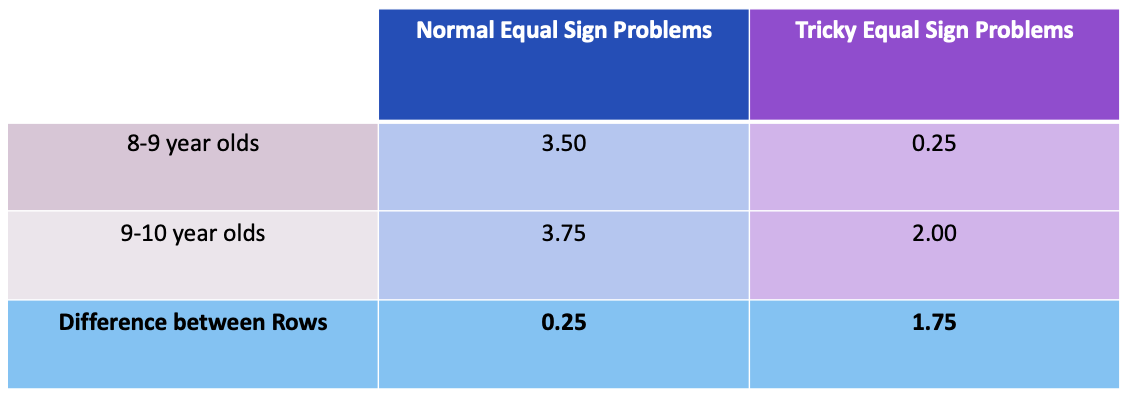 Normal Equal Sign Problems
Tricky Equal Sign Problems
8-9 year olds
3.50
0.25
9-10 year olds
3.75
2.00
Difference between Rows
0.25
1.75